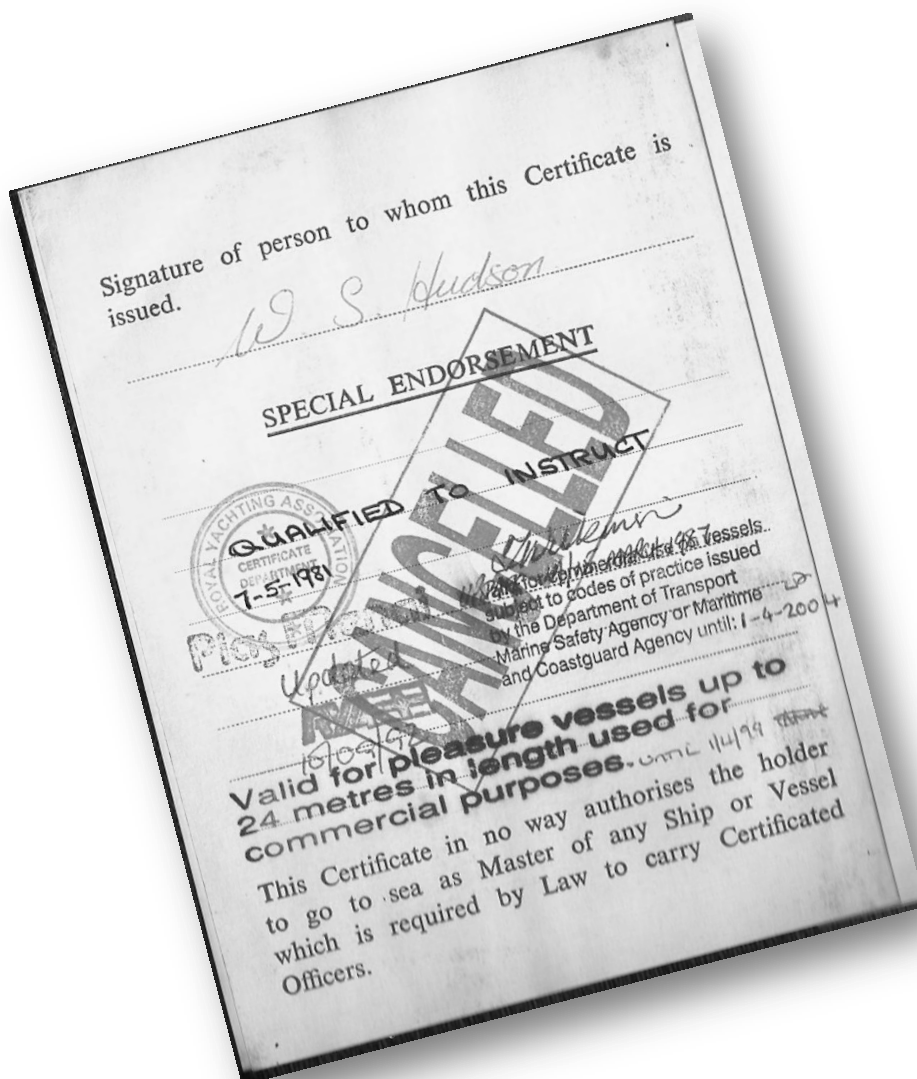 Signature of person to whom this Certificate is
issued.
W S. Hudson
SPECIAL ENDORSEMENT
CANCELLED
QUALIFIED TO INSTRUCT
ROYAL YACHTING ASSOCIATION
CERTIFICATE
DEPARTMENT
7-5-1981
Valid for commercial use on vessels
subject to codes of practice issued
by the Department of Transport
Marine Safety Agency or Maritime
and Coastguard Agency until: 1-4-2004
Updated
Valid for pleasure vessels up to
24 metres in length used for
commercial purposes. until 1/4/99
This Certificate in no way authorises the holder
to go to sea as Master of any Ship or Vessel
which is required by Law to carry Certificated
Officers.